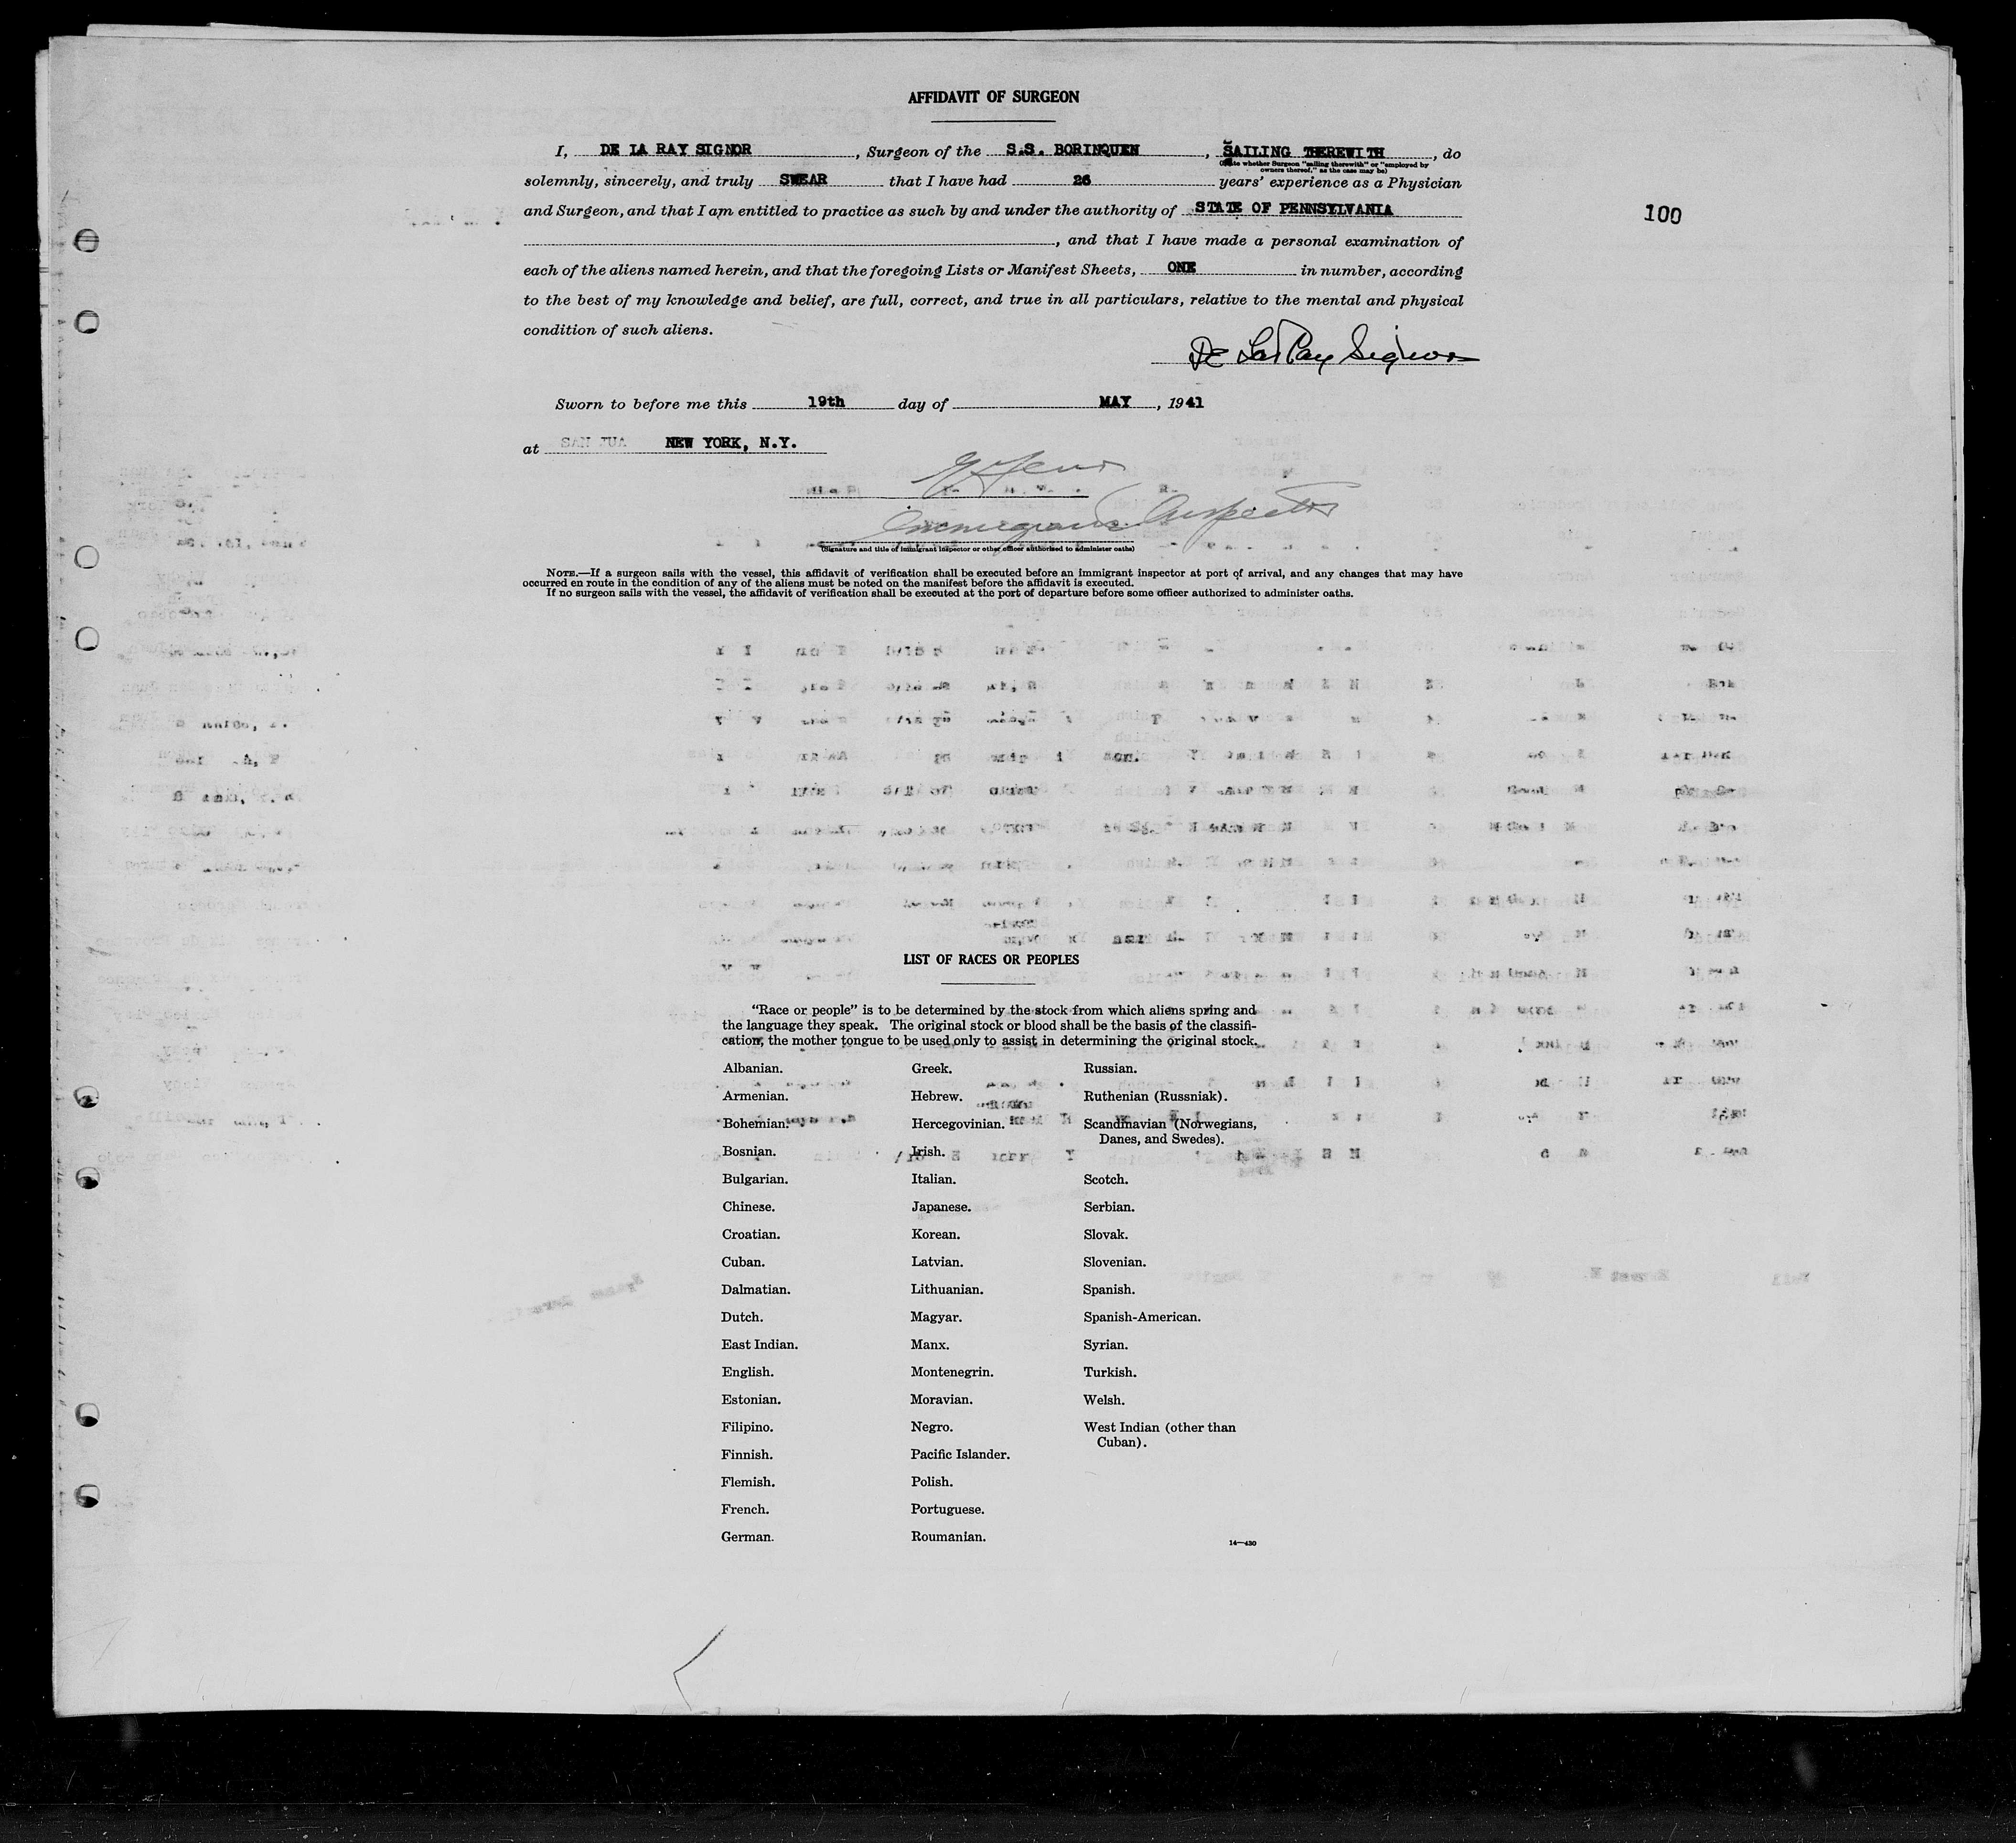 AFFIDAVIT OF SURGEON
I, DE LA RAY SIGNOR, Surgeon of the S.S. BORINQUEN, SAILING THEREWITH, do
(State whether Surgeon "sailing therewith" or "employed by
owners thereof," as the case may be)
solemnly, sincerely, and truly SWEAR that I have had 26 years' experience as a Physician
and Surgeon, and that I am entitled to practice as such by and under the authority of STATE OF PENNSYLVANIA
100
, and that I have made a personal examination of
each of the aliens named herein, and that the foregoing Lists or Manifest Sheets, ONE in number, according
to the best of my knowledge and belief, are full, correct, and true in all particulars, relative to the mental and physical
condition of such aliens.
De La Ray Signor
Sworn to before me this 19th day of MAY, 1941
at SAN JUA NEW YORK, N.Y.
Immigrant Inspector
(Signature and title of immigrant inspector or other officer authorized to administer oaths)
NOTE.—If a surgeon sails with the vessel, this affidavit of verification shall be executed before an immigrant inspector at port of arrival, and any changes that may have
occurred en route in the condition of any of the aliens must be noted on the manifest before the affidavit is executed.
If no surgeon sails with the vessel, the affidavit of verification shall be executed at the port of departure before some officer authorized to administer oaths.
LIST OF RACES OR PEOPLES
"Race or people" is to be determined by the stock from which aliens spring and
the language they speak. The original stock or blood shall be the basis of the classifi-
cation, the mother tongue to be used only to assist in determining the original stock.
Albanian.
Armenian.
Bohemian.
Bosnian.
Bulgarian.
Chinese.
Croatian.
Cuban.
Dalmatian.
Dutch.
East Indian.
English.
Estonian.
Filipino.
Finnish.
Flemish.
French.
German.
Greek.
Hebrew.
Hercegovinian.
Irish.
Italian.
Japanese.
Korean.
Latvian.
Lithuanian.
Magyar.
Manx.
Montenegrin.
Moravian.
Negro.
Pacific Islander.
Polish.
Portuguese.
Roumanian.
Russian.
Ruthenian (Russniak).
Scandinavian (Norwegians,
Danes, and Swedes).
Scotch.
Serbian.
Slovak.
Slovenian.
Spanish.
Spanish-American.
Syrian.
Turkish.
Welsh.
West Indian (other than
Cuban).
14—430